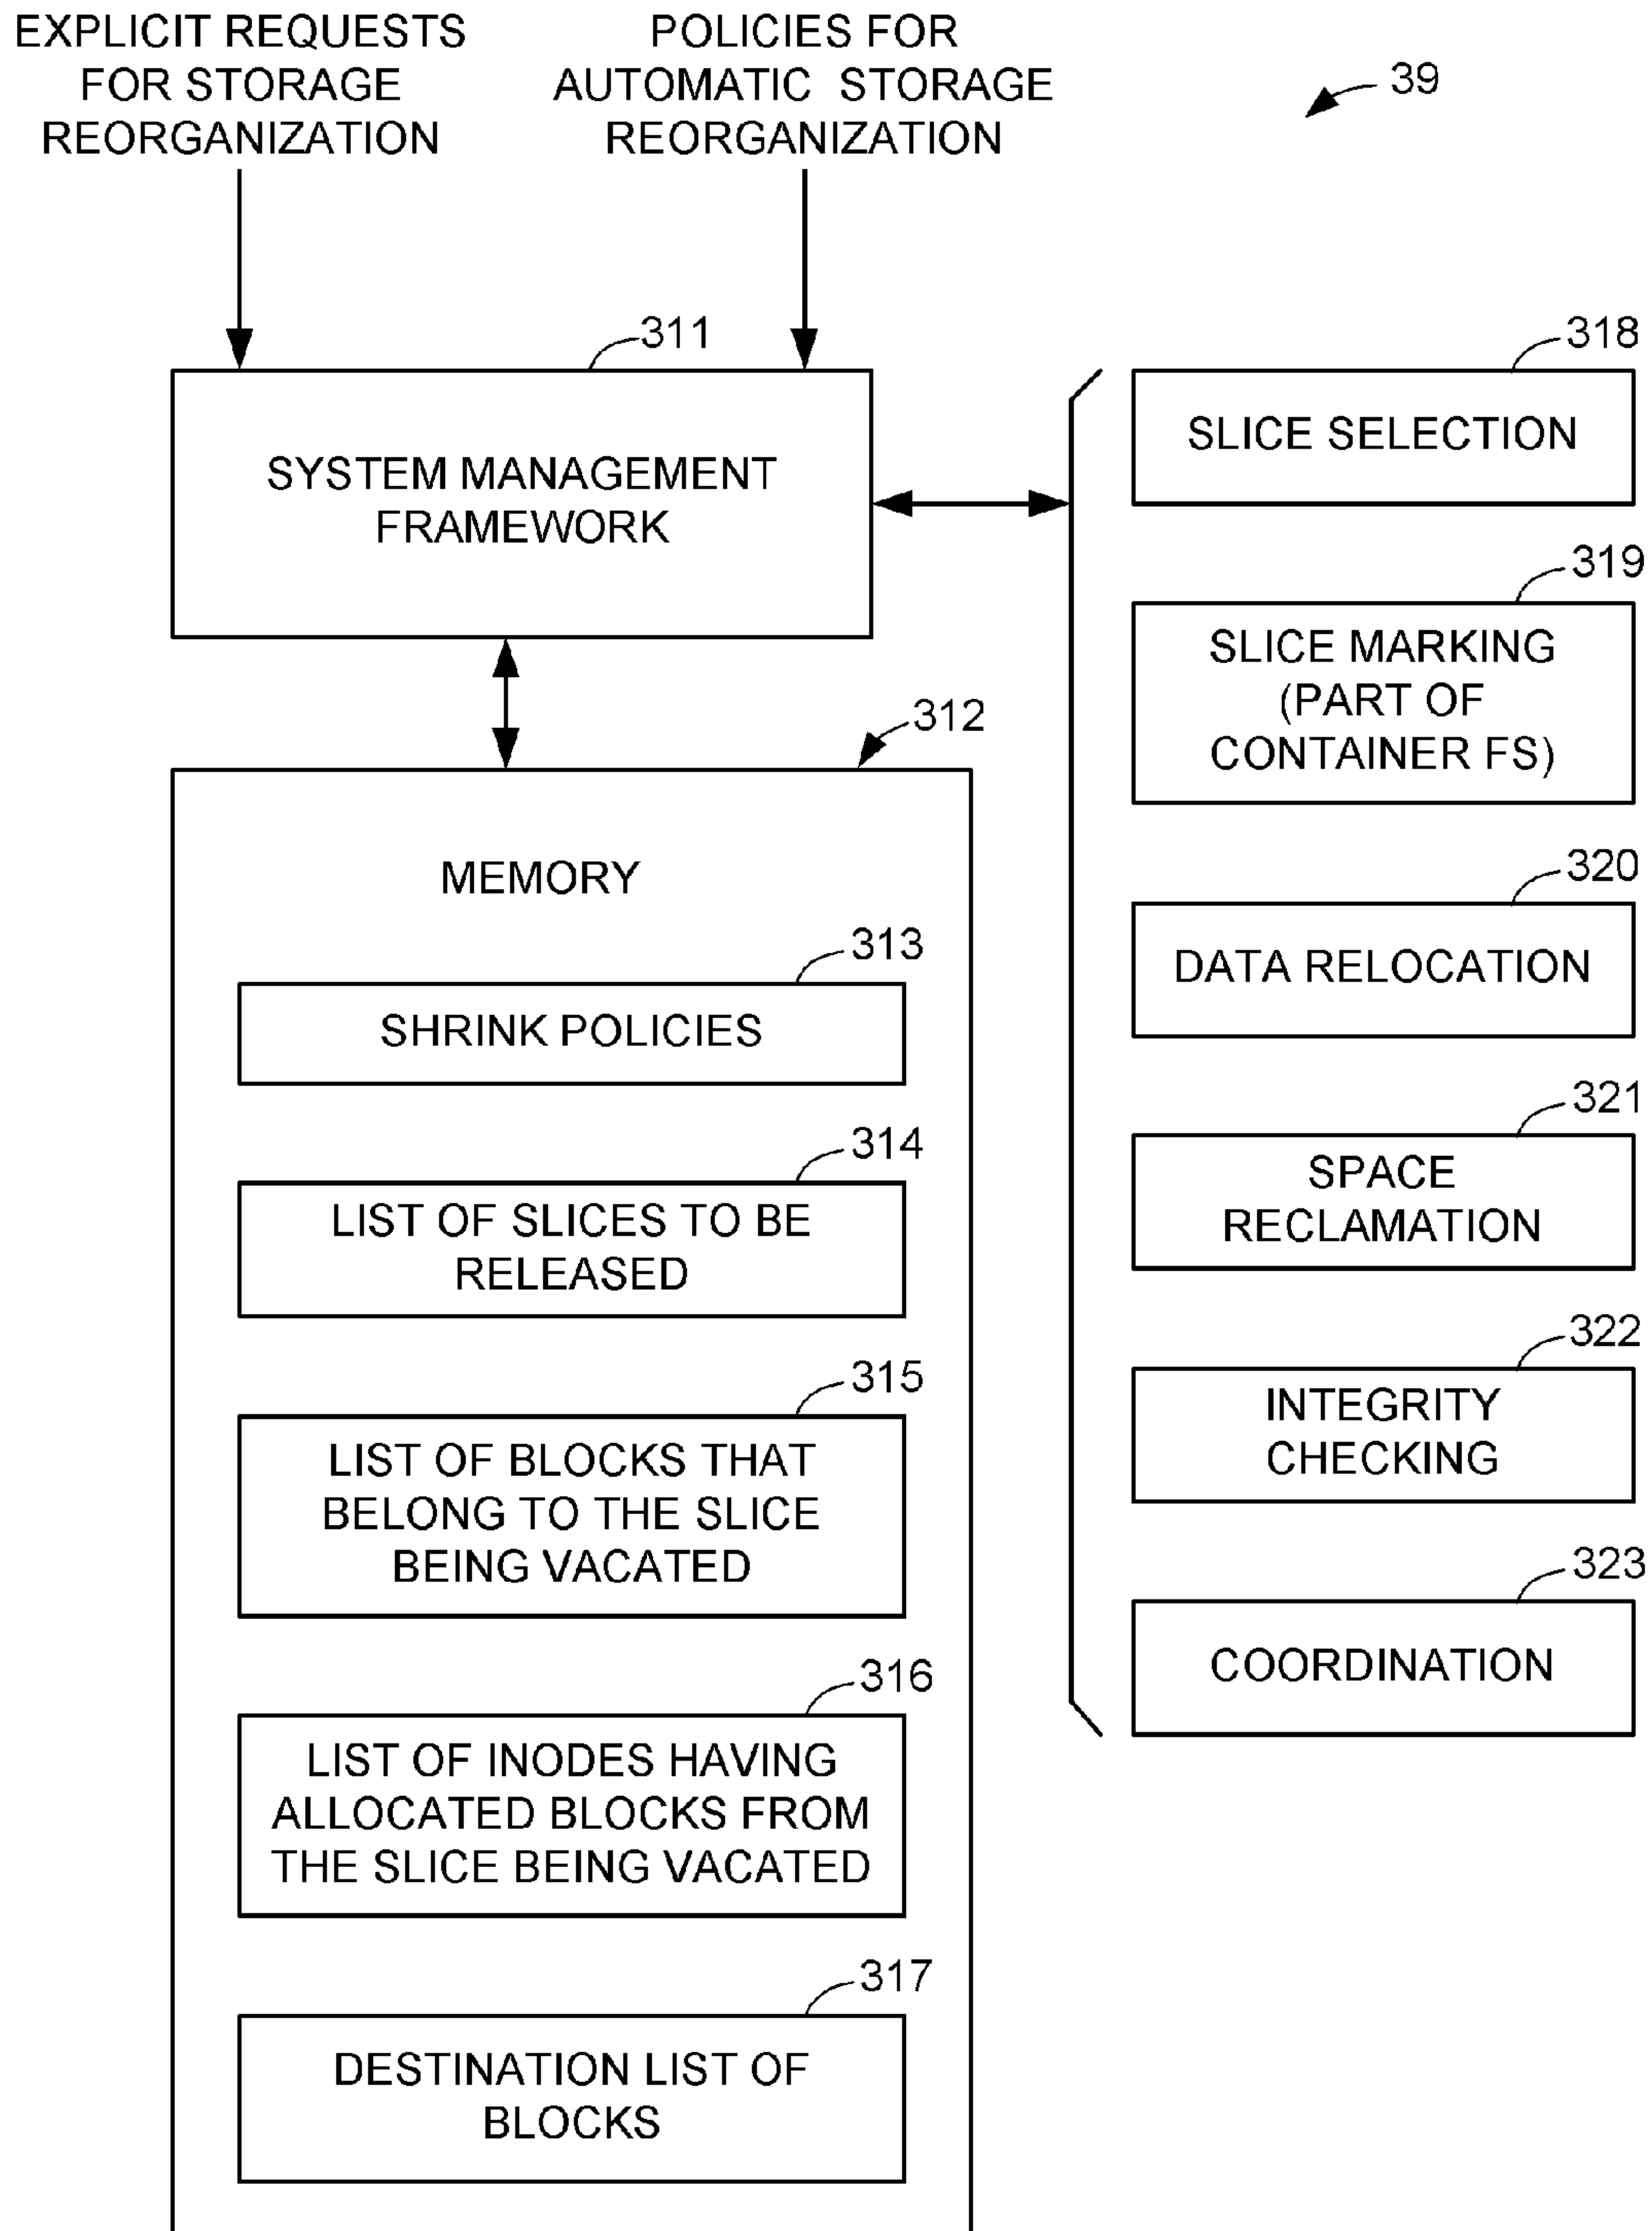 EXPLICIT REQUESTS
FOR STORAGE
REORGANIZATION
POLICIES FOR
AUTOMATIC STORAGE
REORGANIZATION
39
311
SYSTEM MANAGEMENT
FRAMEWORK
312
MEMORY
313
SHRINK POLICIES
314
LIST OF SLICES TO BE
RELEASED
315
LIST OF BLOCKS THAT
BELONG TO THE SLICE
BEING VACATED
316
LIST OF INODES HAVING
ALLOCATED BLOCKS FROM
THE SLICE BEING VACATED
317
DESTINATION LIST OF
BLOCKS
318
SLICE SELECTION
319
SLICE MARKING
(PART OF
CONTAINER FS)
320
DATA RELOCATION
321
SPACE
RECLAMATION
322
INTEGRITY
CHECKING
323
COORDINATION